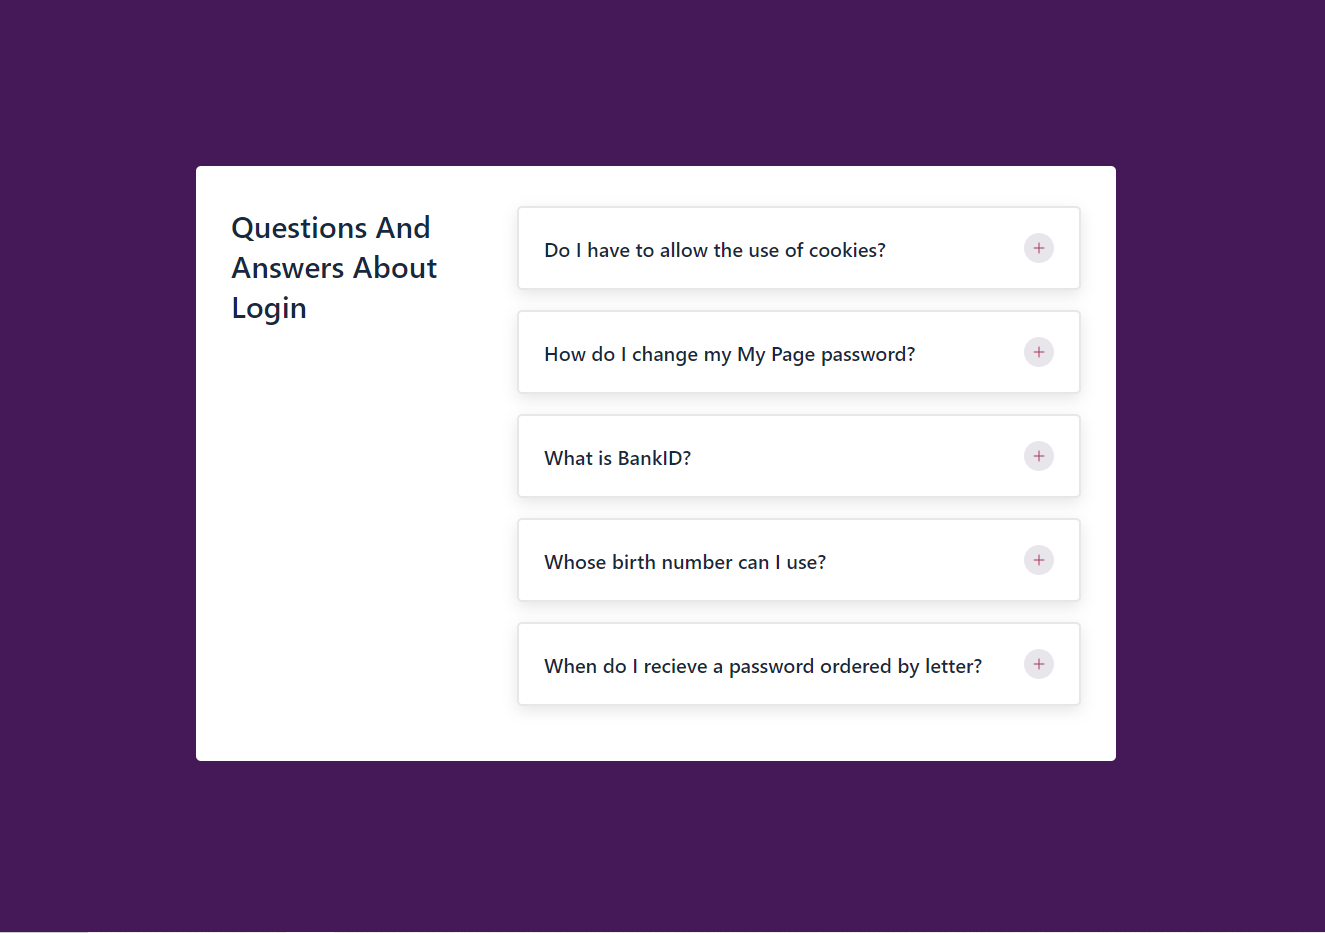 Questions And
Answers About
Login
Do I have to allow the use of cookies?
How do I change my My Page password?
What is BankID?
Whose birth number can I use?
When do I recieve a password ordered by letter?